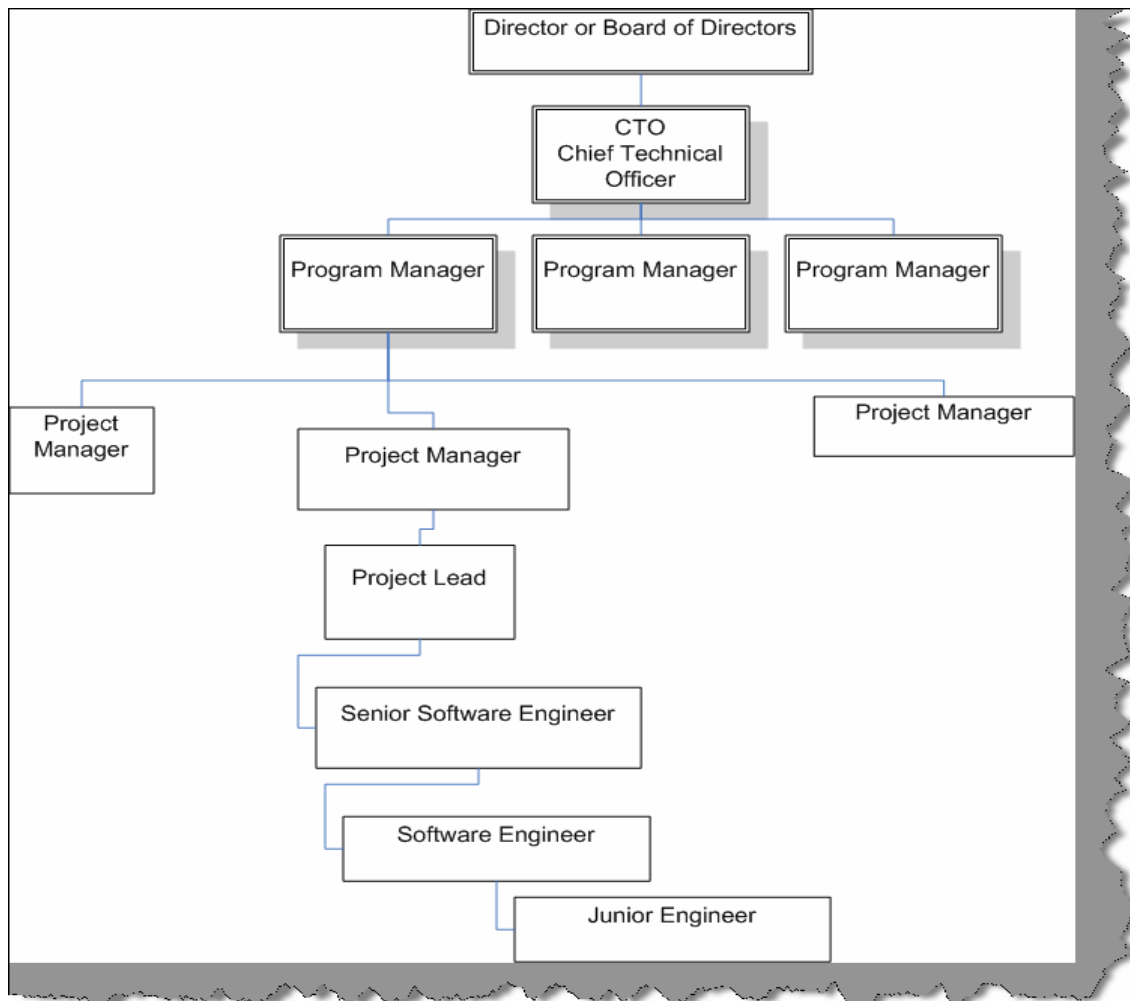 Director or Board of Directors
CTO
Chief Technical
Officer
Program Manager
Program Manager
Program Manager
Project
Manager
Project Manager
Project Manager
Project Lead
Senior Software Engineer
Software Engineer
Junior Engineer